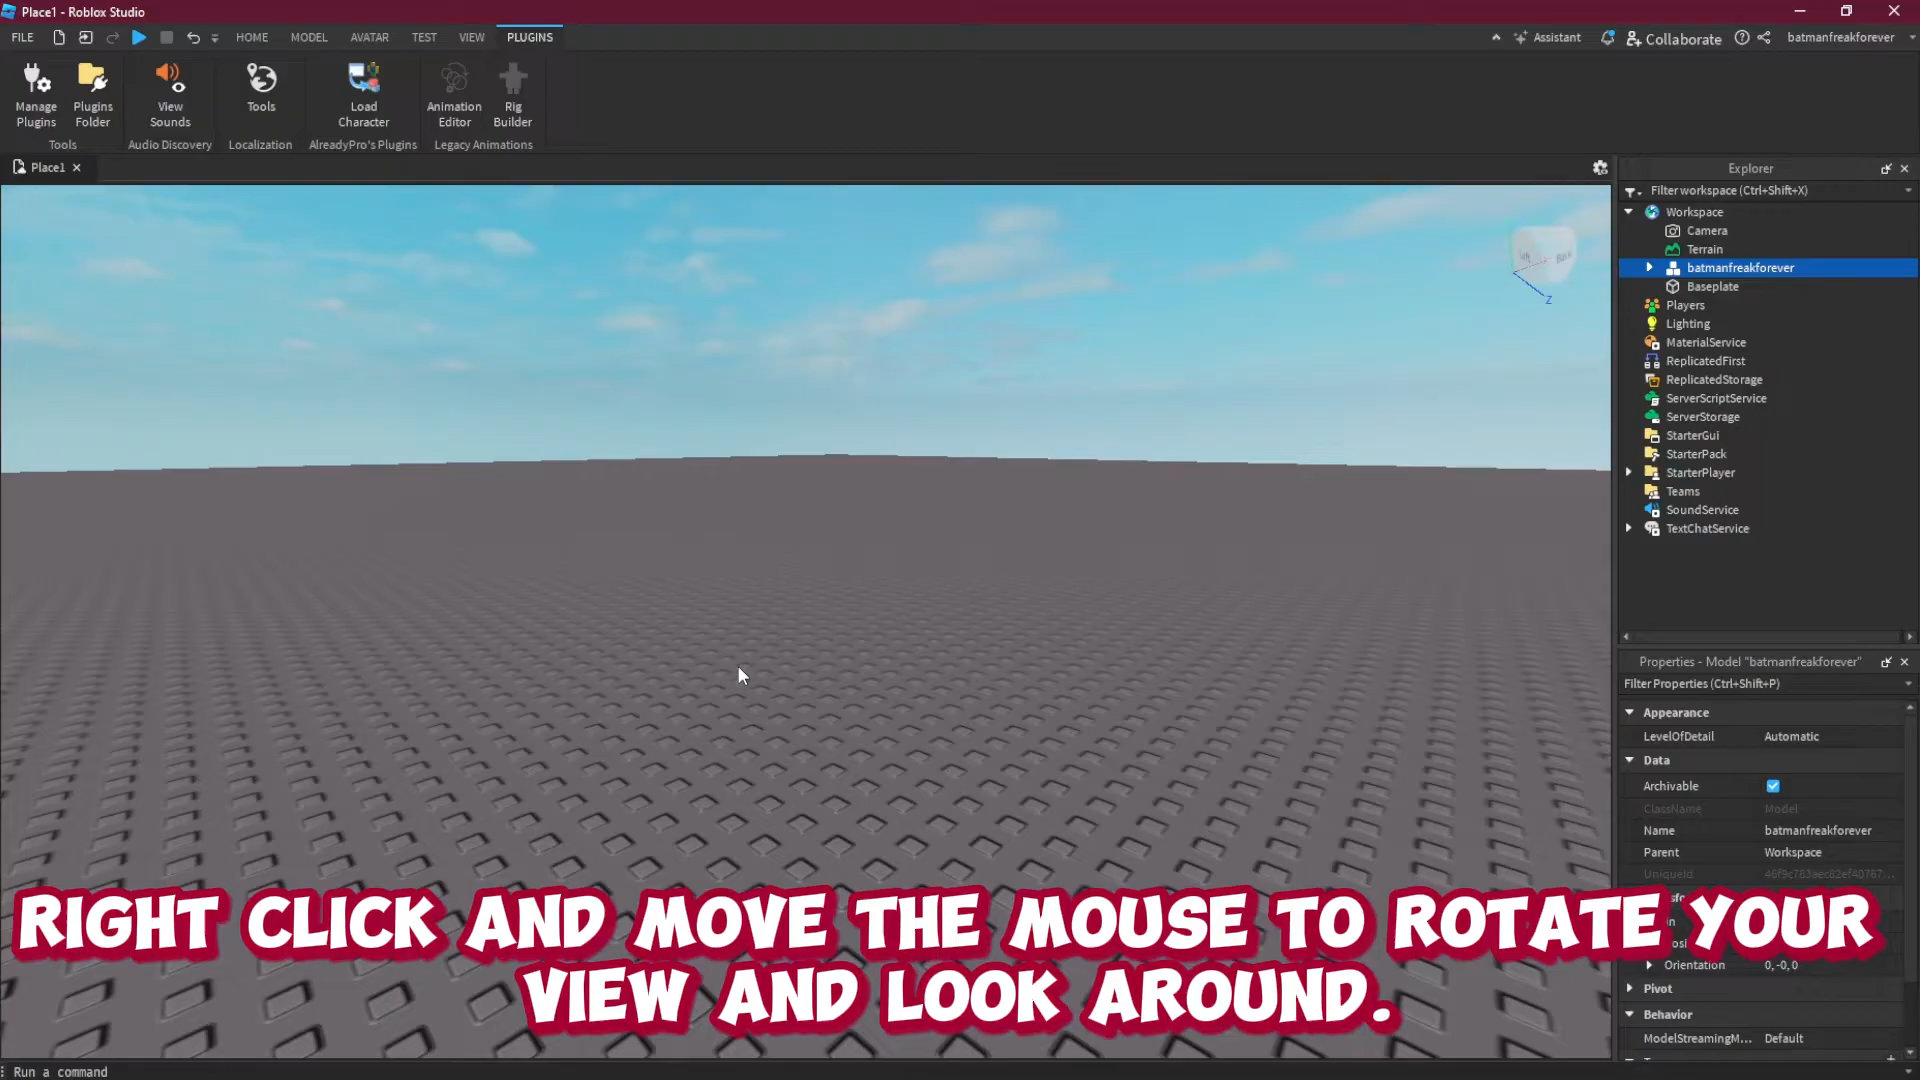 Place1 - Roblox Studio
FILE HOME MODEL AVATAR TEST VIEW PLUGINS Assistant Collaborate batmanfreakforever
Manage Plugins
Plugins Folder
View Sounds
Tools
Load Character
Animation Editor
Rig Builder
Tools Audio Discovery Localization AlreadyPro's Plugins Legacy Animations
Place1
Explorer
Filter workspace (Ctrl+Shift+X)
Workspace
Camera
Terrain
batmanfreakforever
Baseplate
Players
Lighting
MaterialService
ReplicatedFirst
ReplicatedStorage
ServerScriptService
ServerStorage
StarterGui
StarterPack
StarterPlayer
Teams
SoundService
TextChatService
Z
Properties - Model "batmanfreakforever"
Filter Properties (Ctrl+Shift+P)
Appearance
LevelOfDetail Automatic
Data
Archivable
ClassName Model
Name batmanfreakforever
Parent Workspace
UniqueId
Orientation 0,-0,0
Pivot
Behavior
ModelStreamingM... Default
RIGHT CLICK AND MOVE THE MOUSE TO ROTATE YOUR
VIEW AND LOOK AROUND.
Run a command